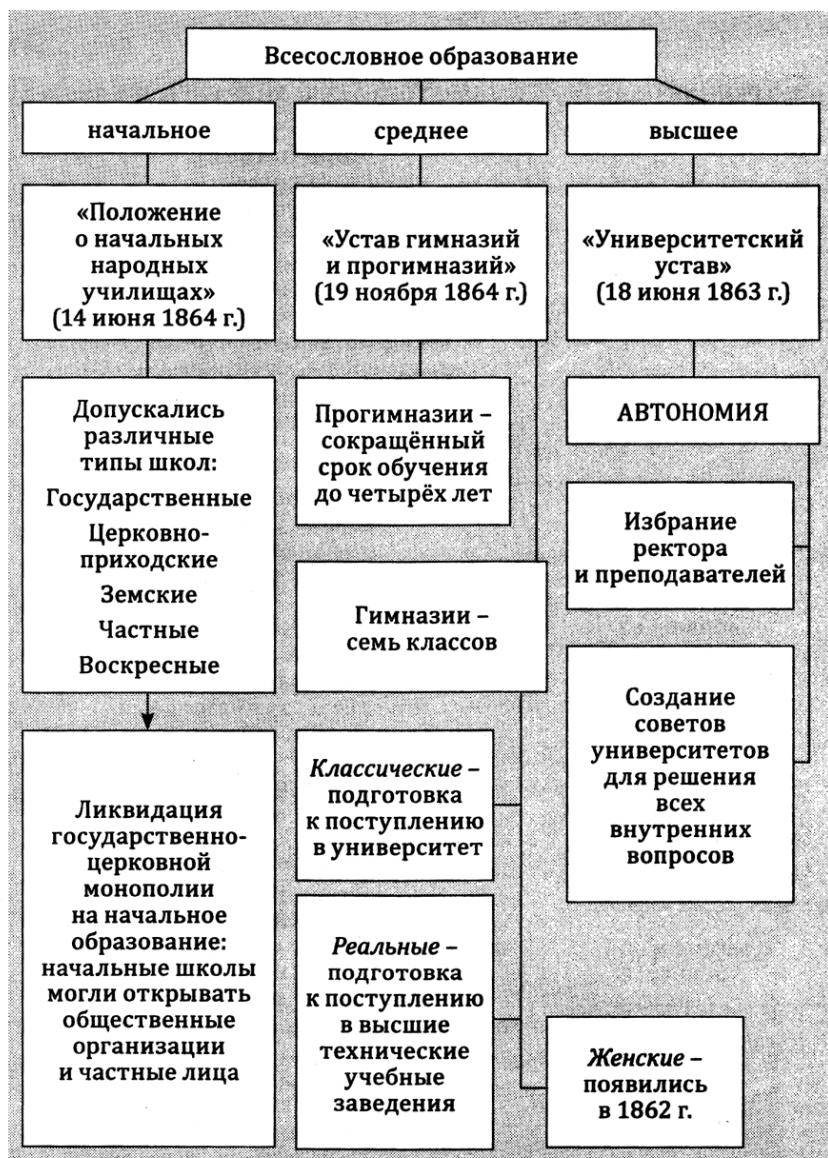 Всесословное образование
начальное
среднее
высшее
«Положение
о начальных
народных
училищах»
(14 июня 1864 г.)
«Устав гимназий
и прогимназий»
(19 ноября 1864 г.)
«Университетский
устав»
(18 июня 1863 г.)
Допускались
различные
типы школ:
Государственные
Церковно-
приходские
Земские
Частные
Воскресные
Прогимназии –
сокращённый
срок обучения
до четырёх лет
АВТОНОМИЯ
Избрание
ректора
и преподавателей
Гимназии –
семь классов
Создание
советов
университетов
для решения
всех
внутренних
вопросов
Ликвидация
государственно-
церковной
монополии
на начальное
образование:
начальные школы
могли открывать
общественные
организации
и частные лица
Классические –
подготовка
к поступлению
в университет
Реальные –
подготовка
к поступлению
в высшие
технические
учебные
заведения
Женские –
появились
в 1862 г.